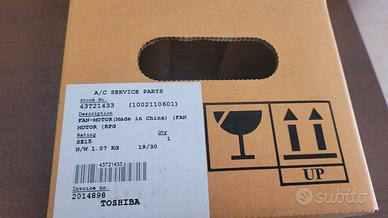 A/C SERVICE PARTS
Stock No.
43T21433 (1002110601)
Description
FAN-MOTOR(Made in China) (FAN
MOTOR (RPG
Rating Qty
SE15 1
N/W 1.07 KG 19/30
43T21433
Invoice no.
2014898
TOSHIBA
UP
subito